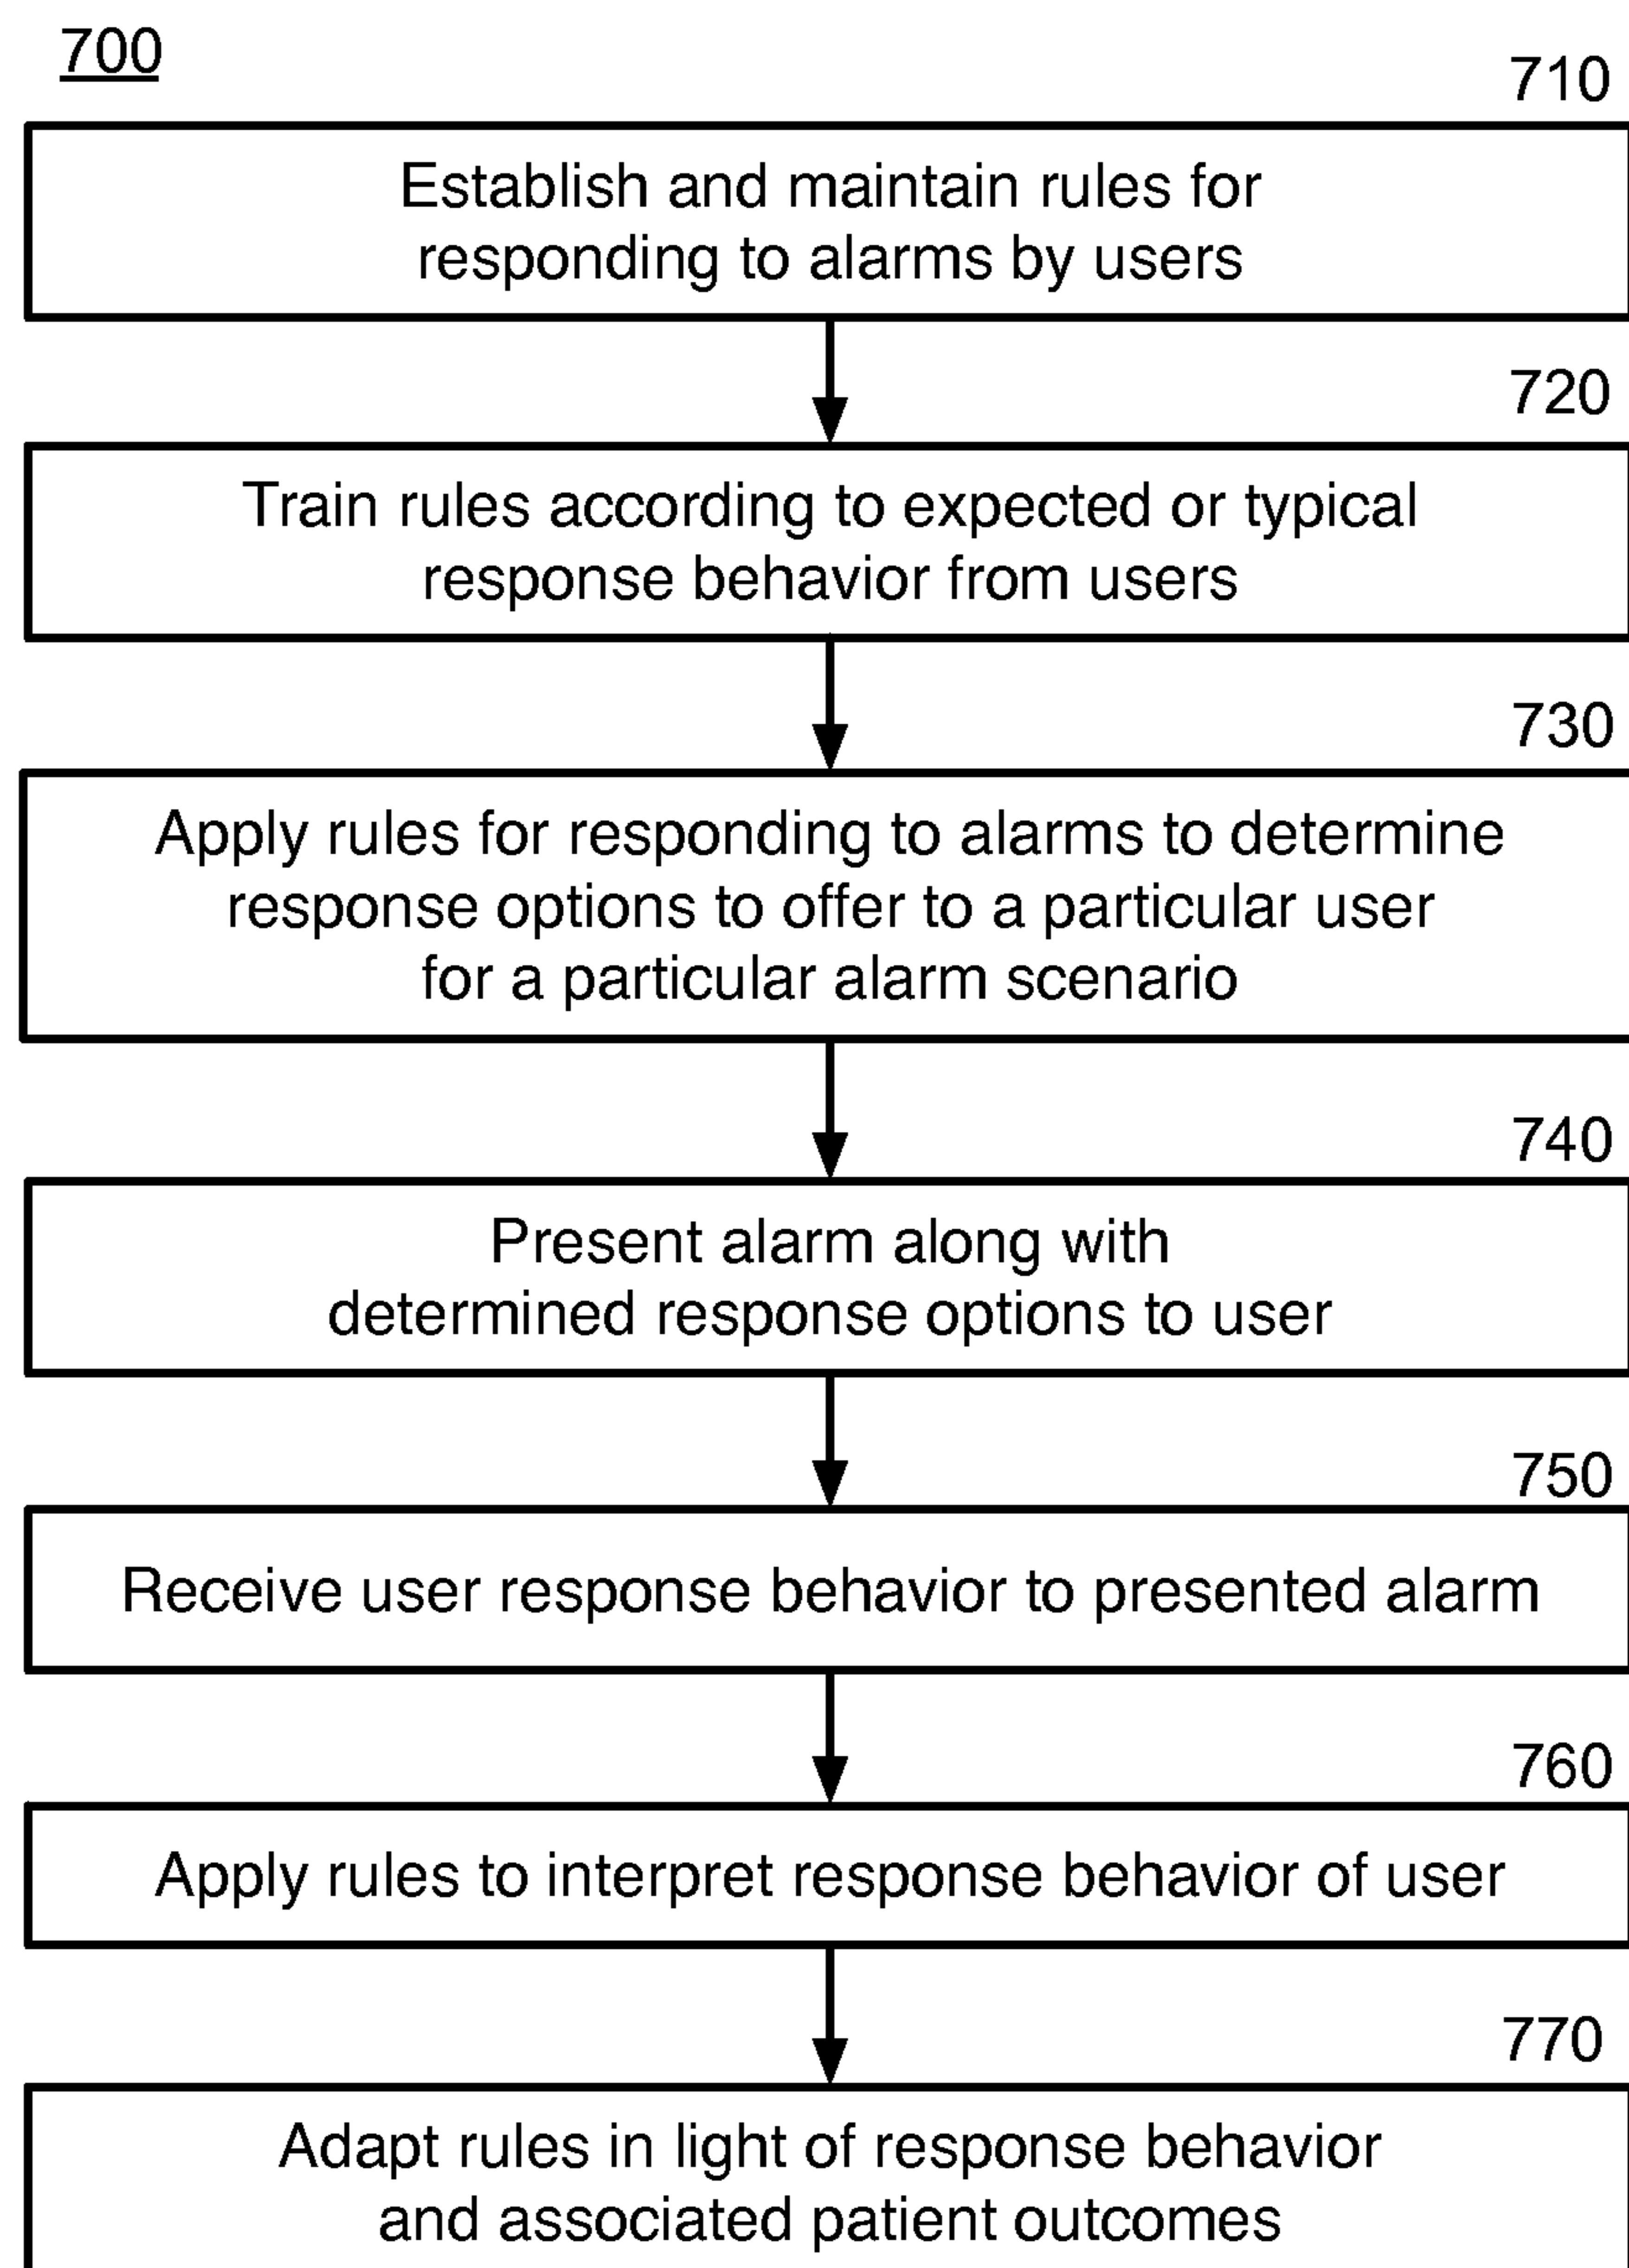 700
710
Establish and maintain rules for
responding to alarms by users
720
Train rules according to expected or typical
response behavior from users
730
Apply rules for responding to alarms to determine
response options to offer to a particular user
for a particular alarm scenario
740
Present alarm along with
determined response options to user
750
Receive user response behavior to presented alarm
760
Apply rules to interpret response behavior of user
770
Adapt rules in light of response behavior
and associated patient outcomes